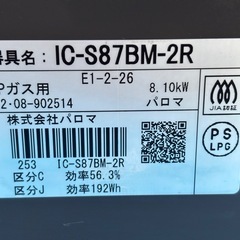 器具名：IC-S87BM-2R
E1-2-26
Pガス用 8.10kW
2・08-902514 パロマ
株式会社パロマ
JIA認証
PS
LPG
253 IC-S87BM-2R
区分C 効率56.3%
区分J 効率192Wh